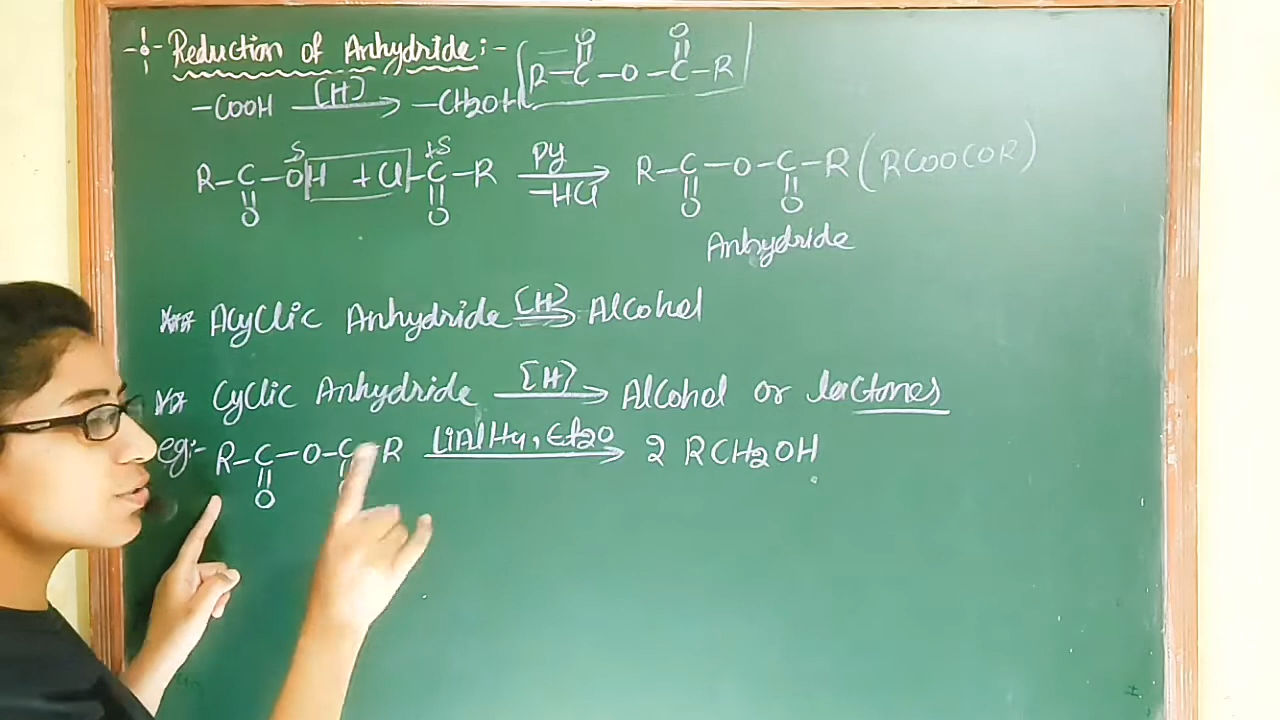 Reduction of Anhydride :-
R-C-O-C-R
O O
-COOH [H] -CH2OH
R-C-OH + Cl-C-R Py -HCl R-C-O-C-R (RCOOCOR)
O O O O
Anhydride
*** Acyclic Anhydride [H] Alcohol
** Cyclic Anhydride [H] Alcohol or lactones
eg:- R-C-O-C-R LiAlH4, Et2O 2 RCH2OH
O